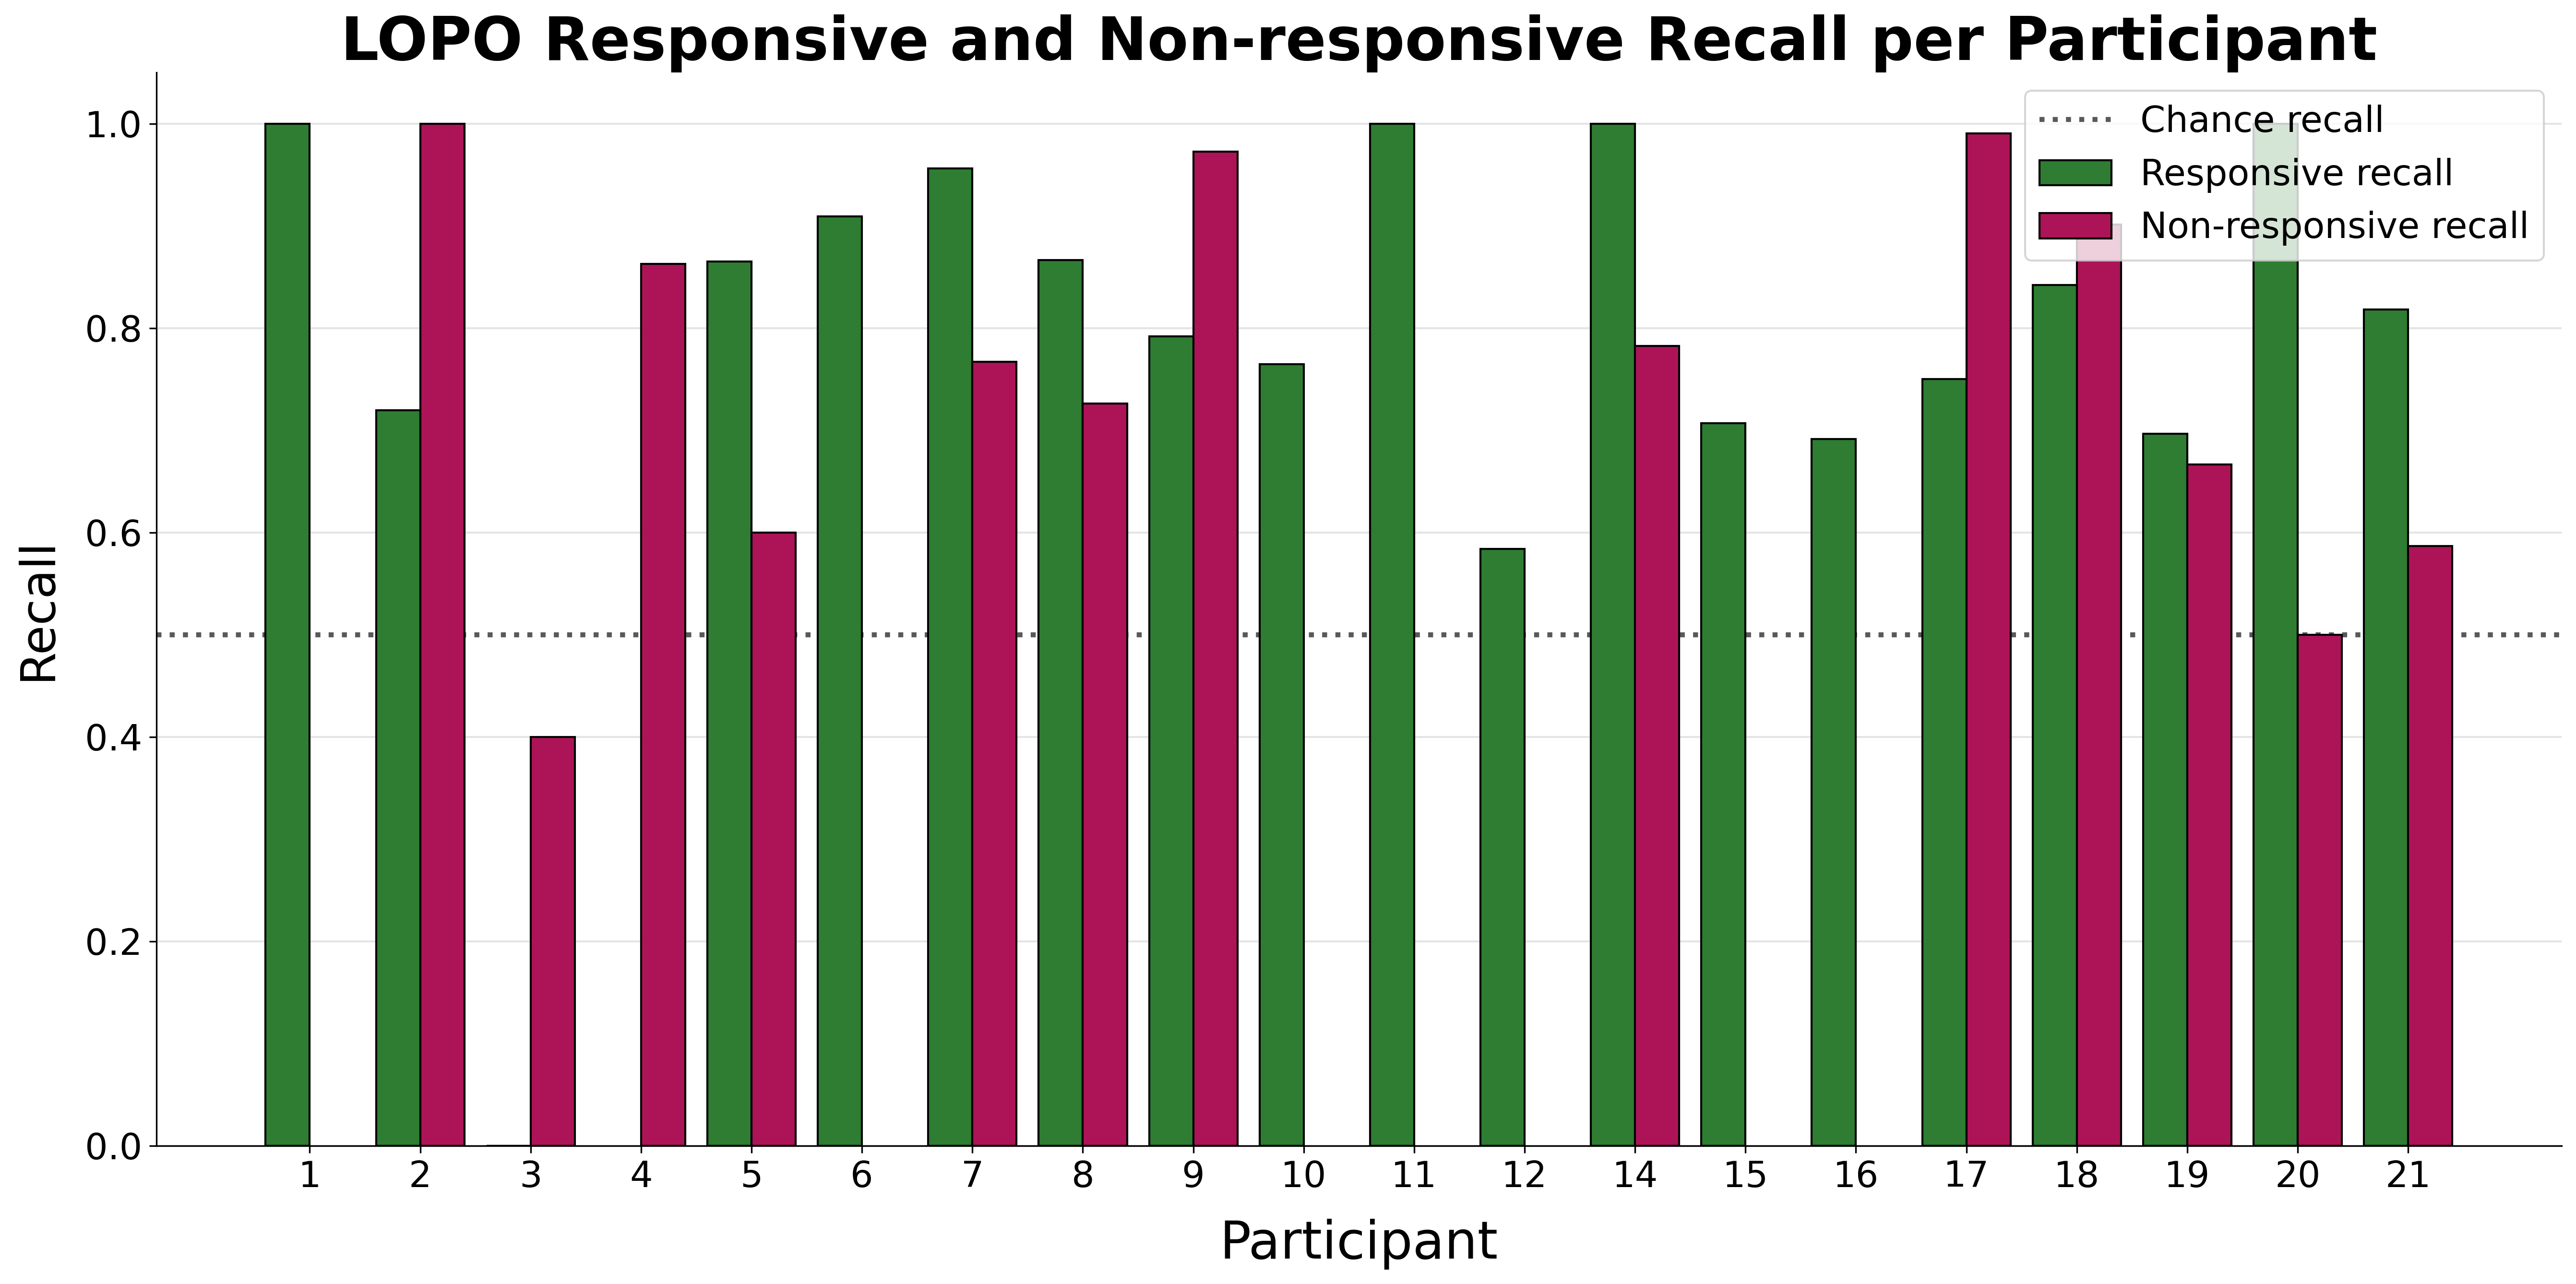 LOPO Responsive and Non-responsive Recall per Participant
Chance recall
Responsive recall
Non-responsive recall
1.0
0.8
0.6
0.4
0.2
0.0
Recall
1 2 3 4 5 6 7 8 9 10 11 12 14 15 16 17 18 19 20 21
Participant